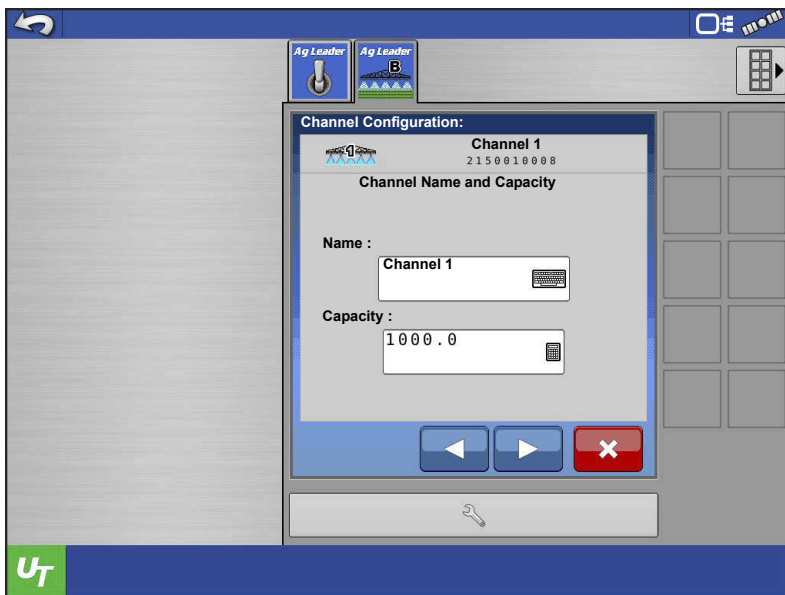 Ag Leader
Ag Leader
B
Channel Configuration:
1
Channel 1
2150010008
Channel Name and Capacity
Name :
Channel 1
Capacity :
1000.0
UT